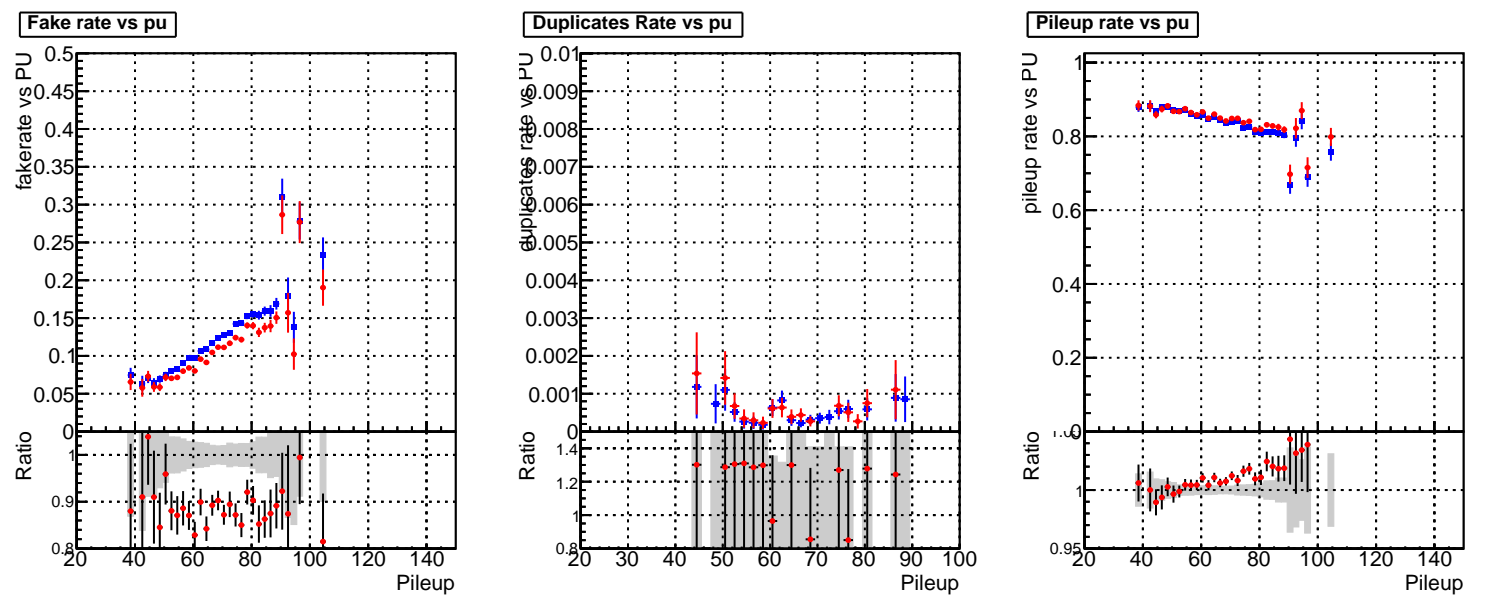 Fake rate vs pu
fakerate vs PU
0.5
0.45
0.4
0.35
0.3
0.25
0.2
0.15
0.1
0.05
0
Ratio
1
0.9
0.8
20 40 60 80 100 120 140
Pileup
Duplicates Rate vs pu
duplicates rate vs PU
0.01
0.009
0.008
0.007
0.006
0.005
0.004
0.003
0.002
0.001
0
Ratio
1.4
1.2
1
0.8
20 30 40 50 60 70 80 90 100
Pileup
Pileup rate vs pu
pileup rate vs PU
1
0.8
0.6
0.4
0.2
0
Ratio
1
0.95
20 40 60 80 100 120 140
Pileup